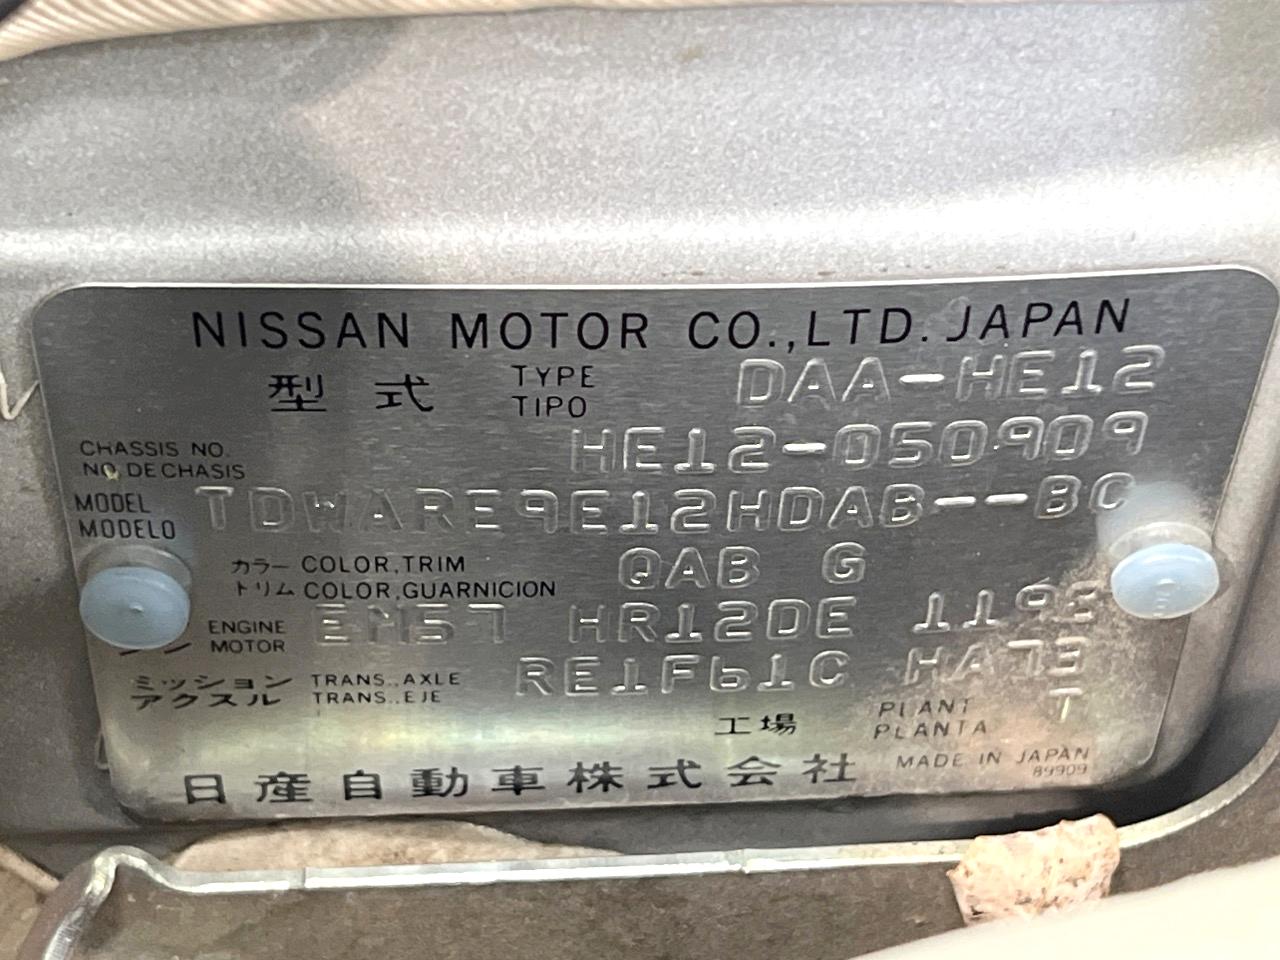 NISSAN MOTOR CO.,LTD. JAPAN
型式 TYPE TIPO DAA-HE12
CHASSIS NO. NO. DE CHASIS HE12-050909
MODEL MODELO TDWARE9E12HDAB--BC
カラー COLOR,TRIM QAB G
トリム COLOR,GUARNICION
ENGINE MOTOR EM57 HR12DE 1198
ミッション TRANS.,AXLE RE1F61C HA73
アクスル TRANS.,EJE
工場 PLANT PLANTA T
日産自動車株式会社 MADE IN JAPAN
89909